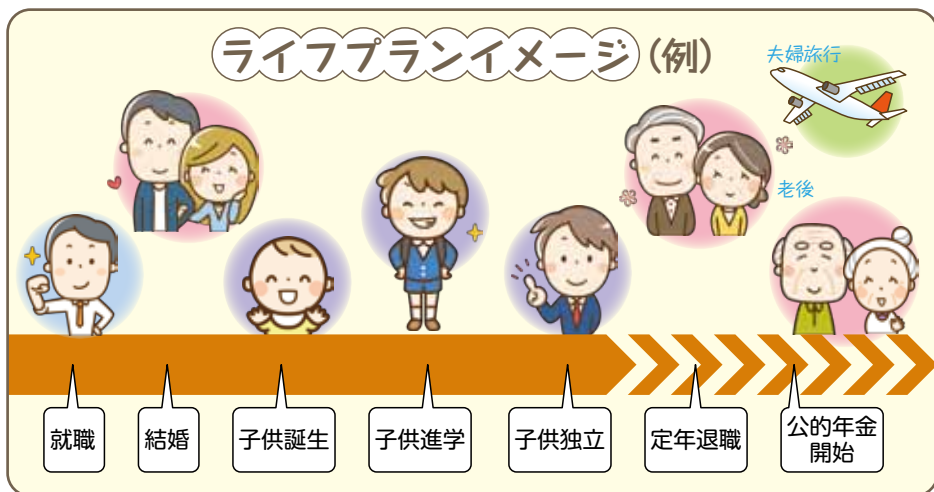 ライフプランイメージ（例）
夫婦旅行
老後
就職
結婚
子供誕生
子供進学
子供独立
定年退職
公的年金
開始